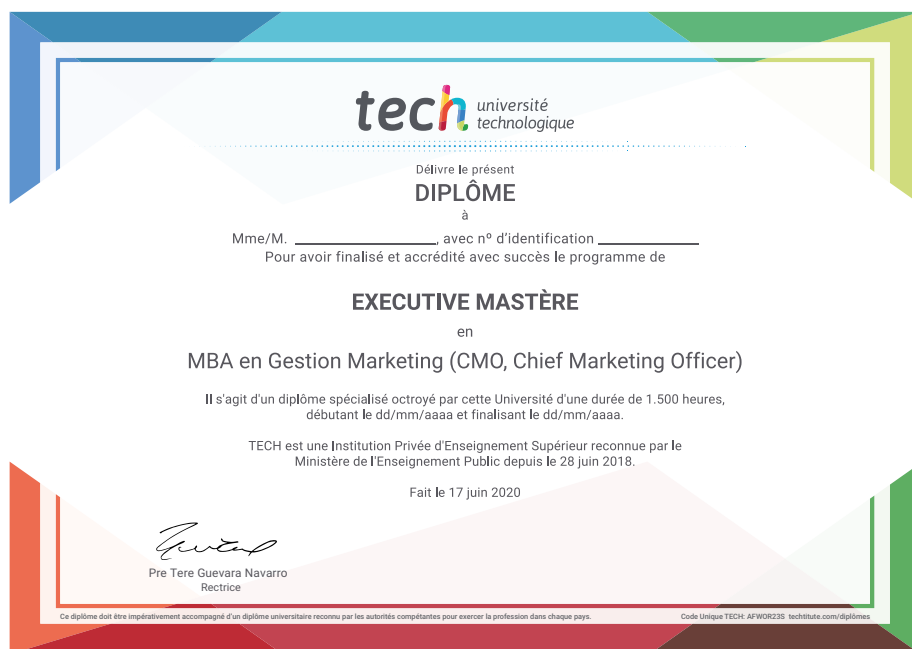 tech université
technologique
Délivre le présent
DIPLÔME
à
Mme/M. ____________________, avec nº d'identification ______________
Pour avoir finalisé et accrédité avec succès le programme de
EXECUTIVE MASTÈRE
en
MBA en Gestion Marketing (CMO, Chief Marketing Officer)
Il s'agit d'un diplôme spécialisé octroyé par cette Université d'une durée de 1.500 heures,
débutant le dd/mm/aaaa et finalisant le dd/mm/aaaa.
TECH est une Institution Privée d'Enseignement Supérieur reconnue par le
Ministère de l'Enseignement Public depuis le 28 juin 2018.
Fait le 17 juin 2020
Pre Tere Guevara Navarro
Rectrice
Ce diplôme doit être impérativement accompagné d'un diplôme universitaire reconnu par les autorités compétantes pour exercer la profession dans chaque pays.
Code Unique TECH: AFWOR23S techtitute.com/diplômes